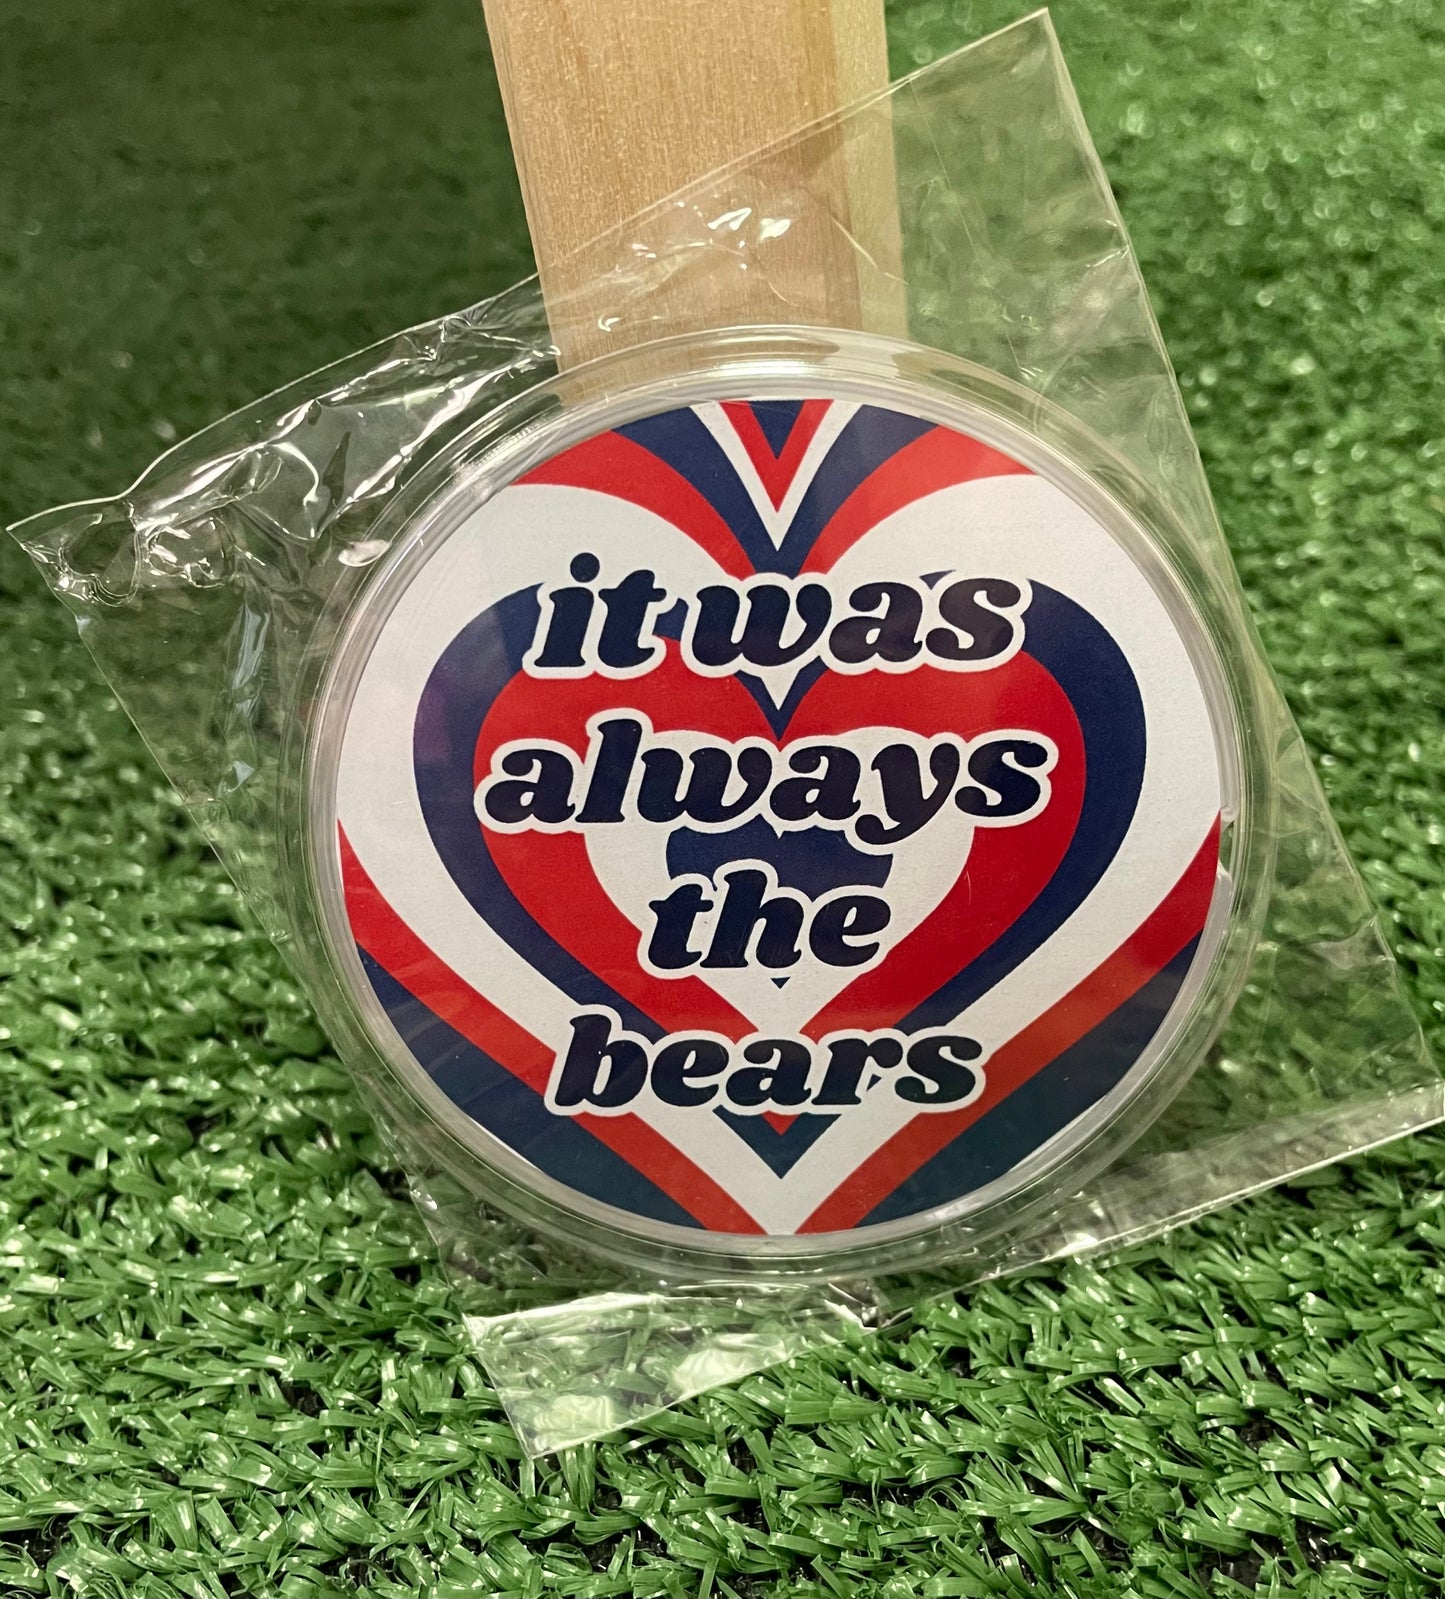 it was
always
the
bears